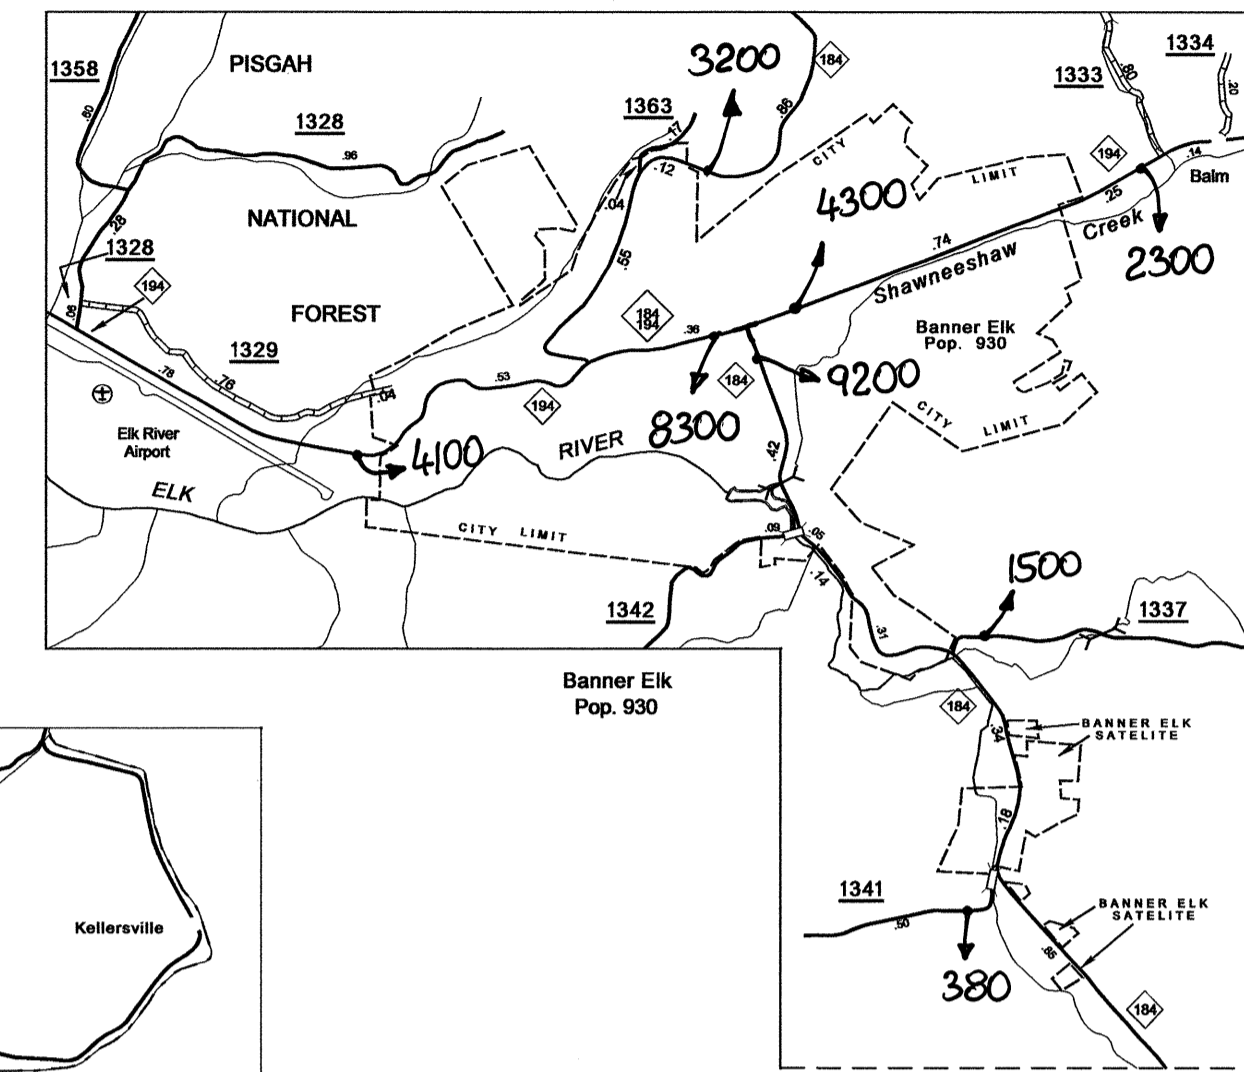 PISGAH
1358
1328
.60
.96
3200
184
1363
.17
.86
.12
CITY
LIMIT
1333
.80
1334
.20
194
.14
Balm
.25
NATIONAL
.28
1328
194
.06
FOREST
1329
.78
.76
.04
Elk River
Airport
ELK
RIVER
4100
.04
.55
184
194
.36
.53
194
4300
.74
Shawneeshaw
Creek
2300
Banner Elk
Pop. 930
184
9200
8300
.42
CITY
LIMIT
CITY LIMIT
.09
.05
.14
1342
.31
1500
1337
Banner Elk
Pop. 930
184
.34
BANNER ELK
SATELITE
.18
1341
.50
380
BANNER ELK
SATELITE
.85
184
Kellersville